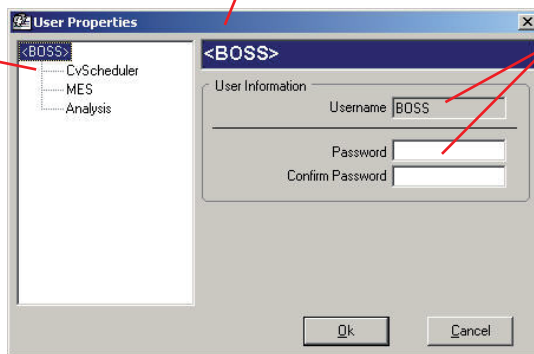 User Properties
<BOSS>
CvScheduler
MES
Analysis
<BOSS>
User Information
Username BOSS
Password
Confirm Password
Ok
Cancel